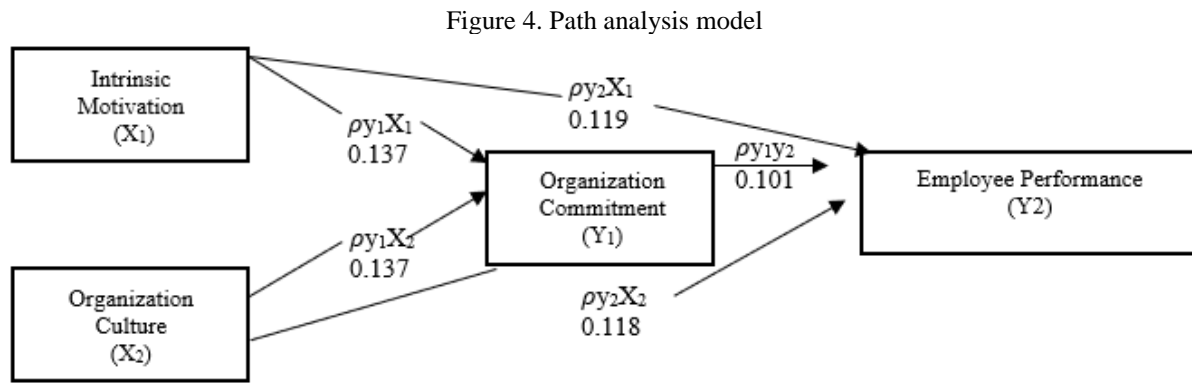 Figure 4. Path analysis model
Intrinsic
Motivation
(X₁)
ρy₂X₁
0.119
ρy₁X₁
0.137
ρy₁y₂
0.101
Organization
Commitment
(Y₁)
Employee Performance
(Y2)
ρy₁X₂
0.137
Organization
Culture
(X₂)
ρy₂X₂
0.118